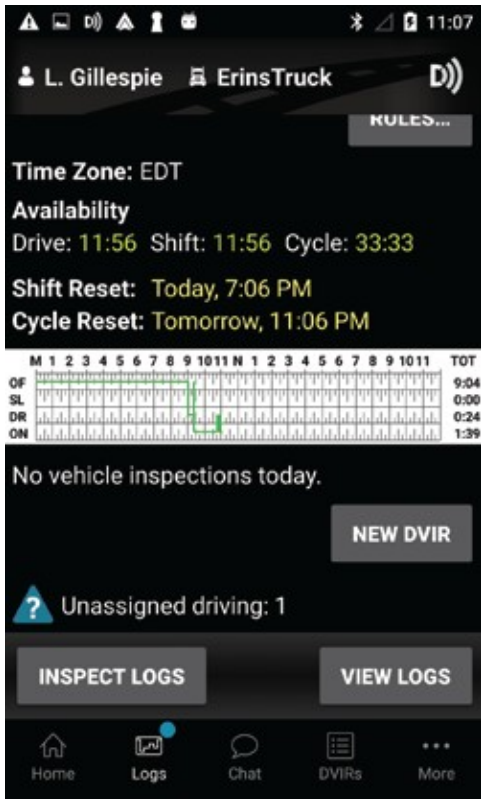 11:07
L. Gillespie ErinsTruck D))
RULES...
Time Zone: EDT
Availability
Drive: 11:56 Shift: 11:56 Cycle: 33:33
Shift Reset: Today, 7:06 PM
Cycle Reset: Tomorrow, 11:06 PM
M 1 2 3 4 5 6 7 8 9 10 11 N 1 2 3 4 5 6 7 8 9 10 11 TOT
OF 9:04
SL 0:00
DR 0:24
ON 1:39
No vehicle inspections today.
NEW DVIR
? Unassigned driving: 1
INSPECT LOGS VIEW LOGS
Home Logs Chat DVIRs More